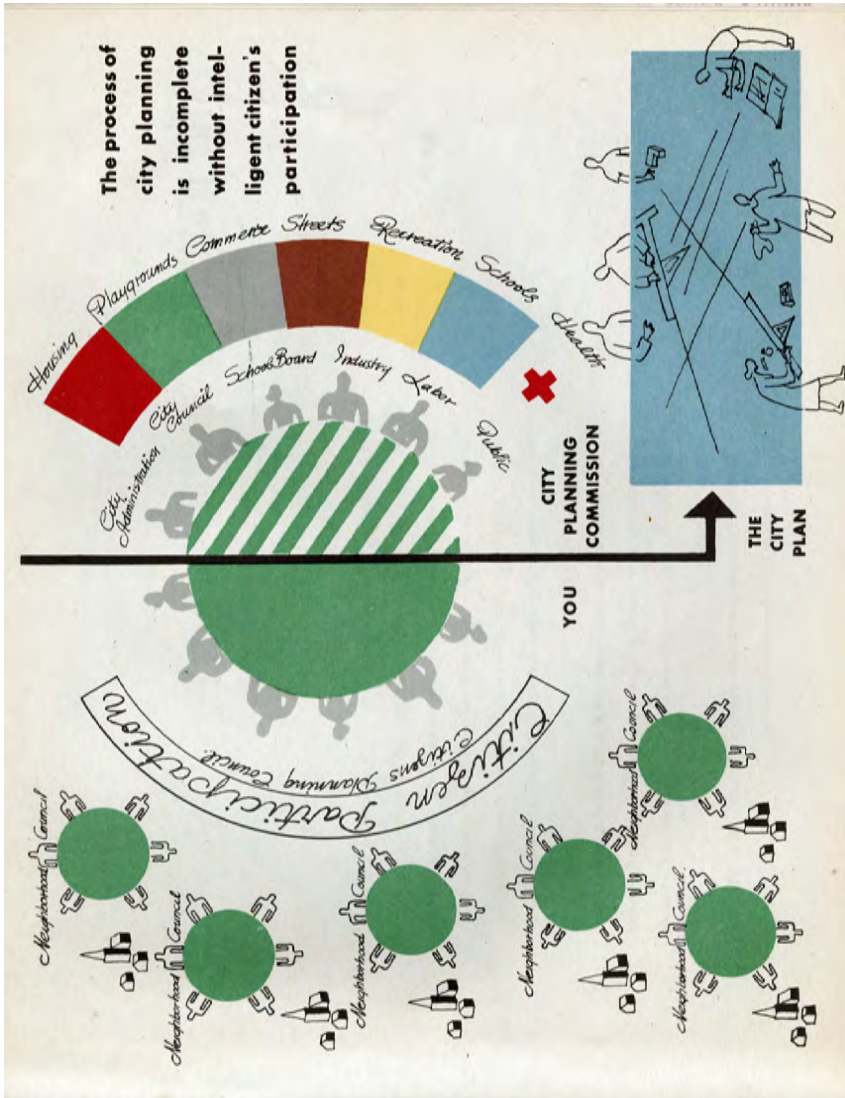 The process of
city planning
is incomplete
without intel-
ligent citizen's
participation
Housing
Playgrounds
Commerce
Streets
Recreation
Schools
Health
City
Administration
City
Council
School Board
Industry
Labor
Public
CITY
PLANNING
COMMISSION
YOU
THE
CITY
PLAN
Citizen Participation
Citizens Planning Council
Neighborhood Council
Neighborhood Council
Neighborhood Council
Neighborhood Council
Neighborhood Council
Neighborhood Council